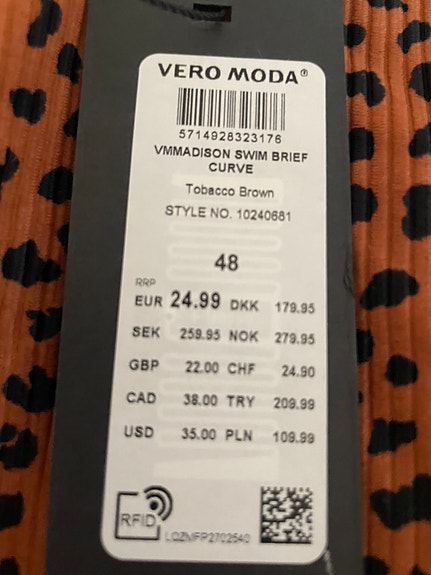 VERO MODA®
5714928323176
VMMADISON SWIM BRIEF
CURVE
Tobacco Brown
STYLE NO. 10240681
48
RRP
EUR 24.99 DKK 179.95
SEK 259.95 NOK 279.95
GBP 22.00 CHF 24.90
CAD 38.00 TRY 209.99
USD 35.00 PLN 109.99
RFID LOZMFP2702540